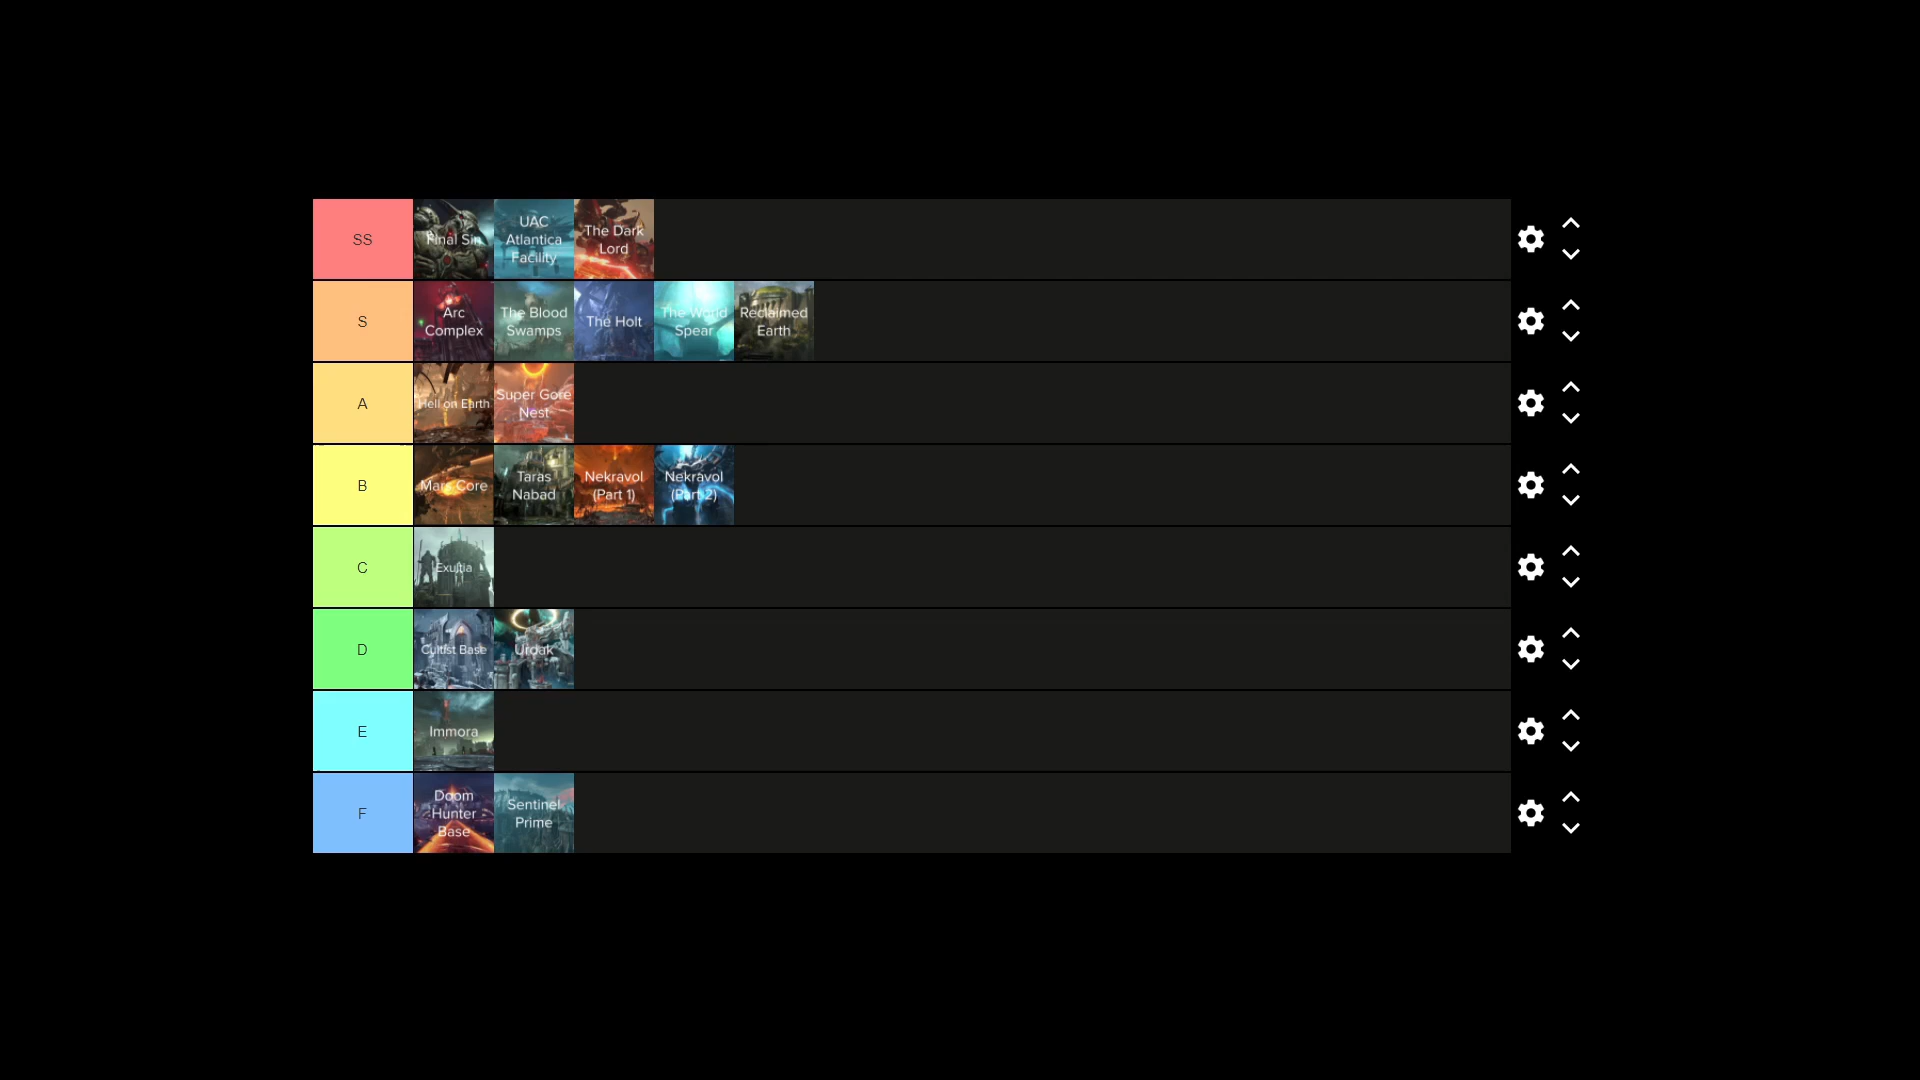 SS
Final Sin
UAC
Atlantica
Facility
The Dark
Lord
S
Arc
Complex
The Blood
Swamps
The Holt
The World
Spear
Reclaimed
Earth
A
Hell on Earth
Super Gore
Nest
B
Mars Core
Taras
Nabad
Nekravol
(Part 1)
Nekravol
(Part 2)
C
Exultia
D
Cultist Base
Urdak
E
Immora
F
Doom
Hunter
Base
Sentinel
Prime